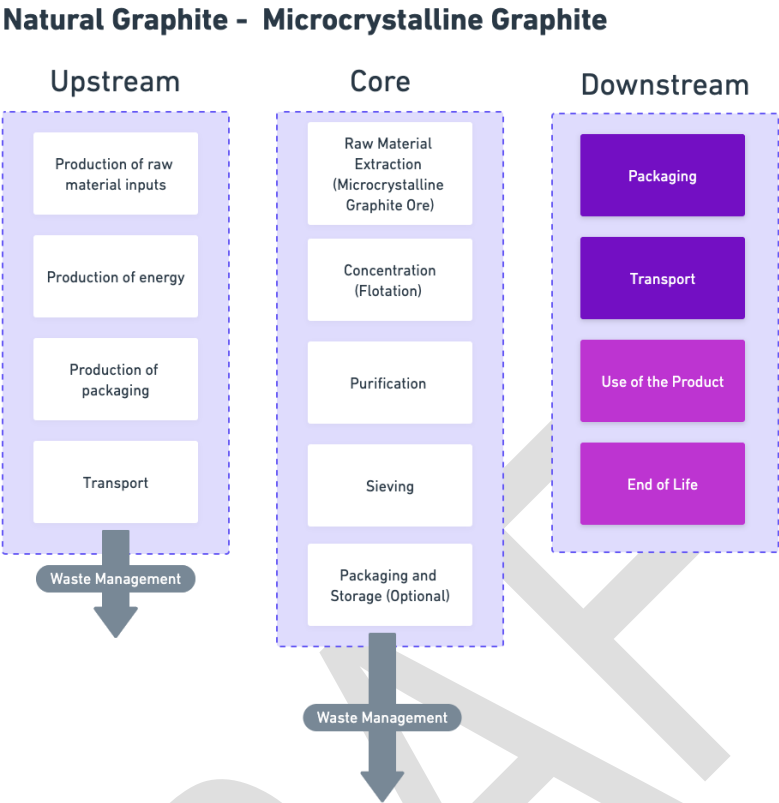 Natural Graphite - Microcrystalline Graphite
Upstream
Production of raw
material inputs
Production of energy
Production of
packaging
Transport
Waste Management
Core
Raw Material
Extraction
(Microcrystalline
Graphite Ore)
Concentration
(Flotation)
Purification
Sieving
Packaging and
Storage (Optional)
Waste Management
Downstream
Packaging
Transport
Use of the Product
End of Life